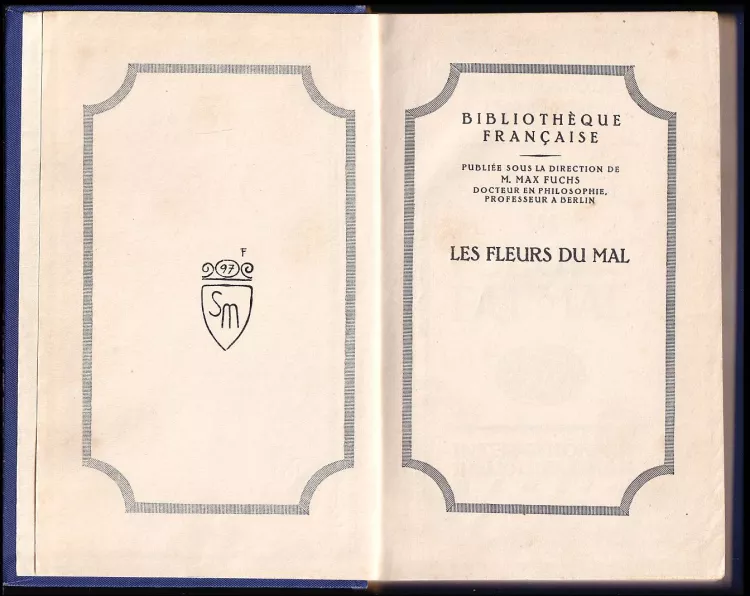 F
97
SM
BIBLIOTHÈQUE
FRANÇAISE
PUBLIÉE SOUS LA DIRECTION DE
M. MAX FUCHS
DOCTEUR EN PHILOSOPHIE,
PROFESSEUR A BERLIN
LES FLEURS DU MAL